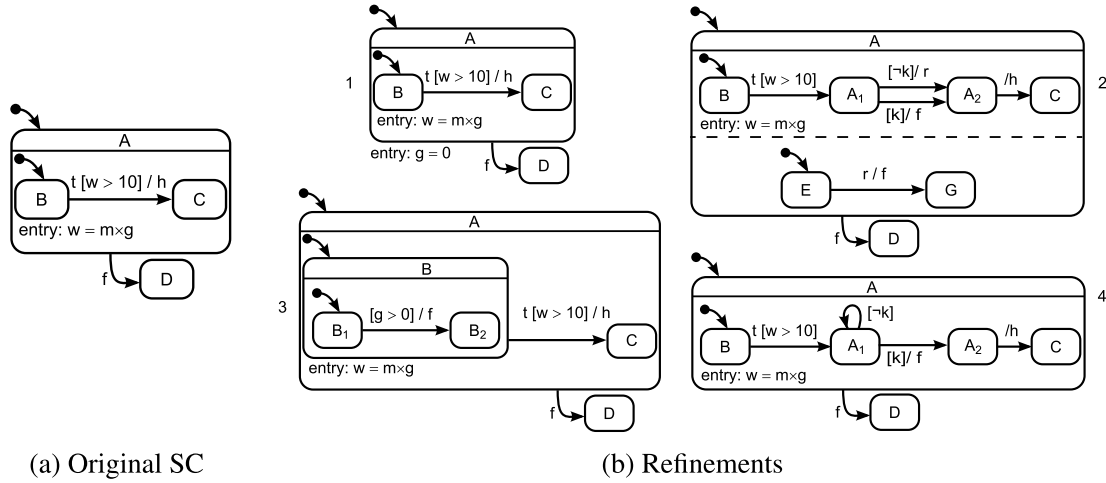 A
B
t [w > 10] / h
C
entry: w = m×g
f
D
(a) Original SC
1
A
B
t [w > 10] / h
C
entry: w = m×g
entry: g = 0
f
D
2
A
B
t [w > 10]
A₁
[¬k]/ r
[k]/ f
A₂
/h
C
entry: w = m×g
E
r / f
G
f
D
3
A
B
B₁
[g > 0] / f
B₂
t [w > 10] / h
C
entry: w = m×g
f
D
4
A
B
t [w > 10]
A₁
[¬k]
[k]/ f
A₂
/h
C
entry: w = m×g
f
D
(b) Refinements